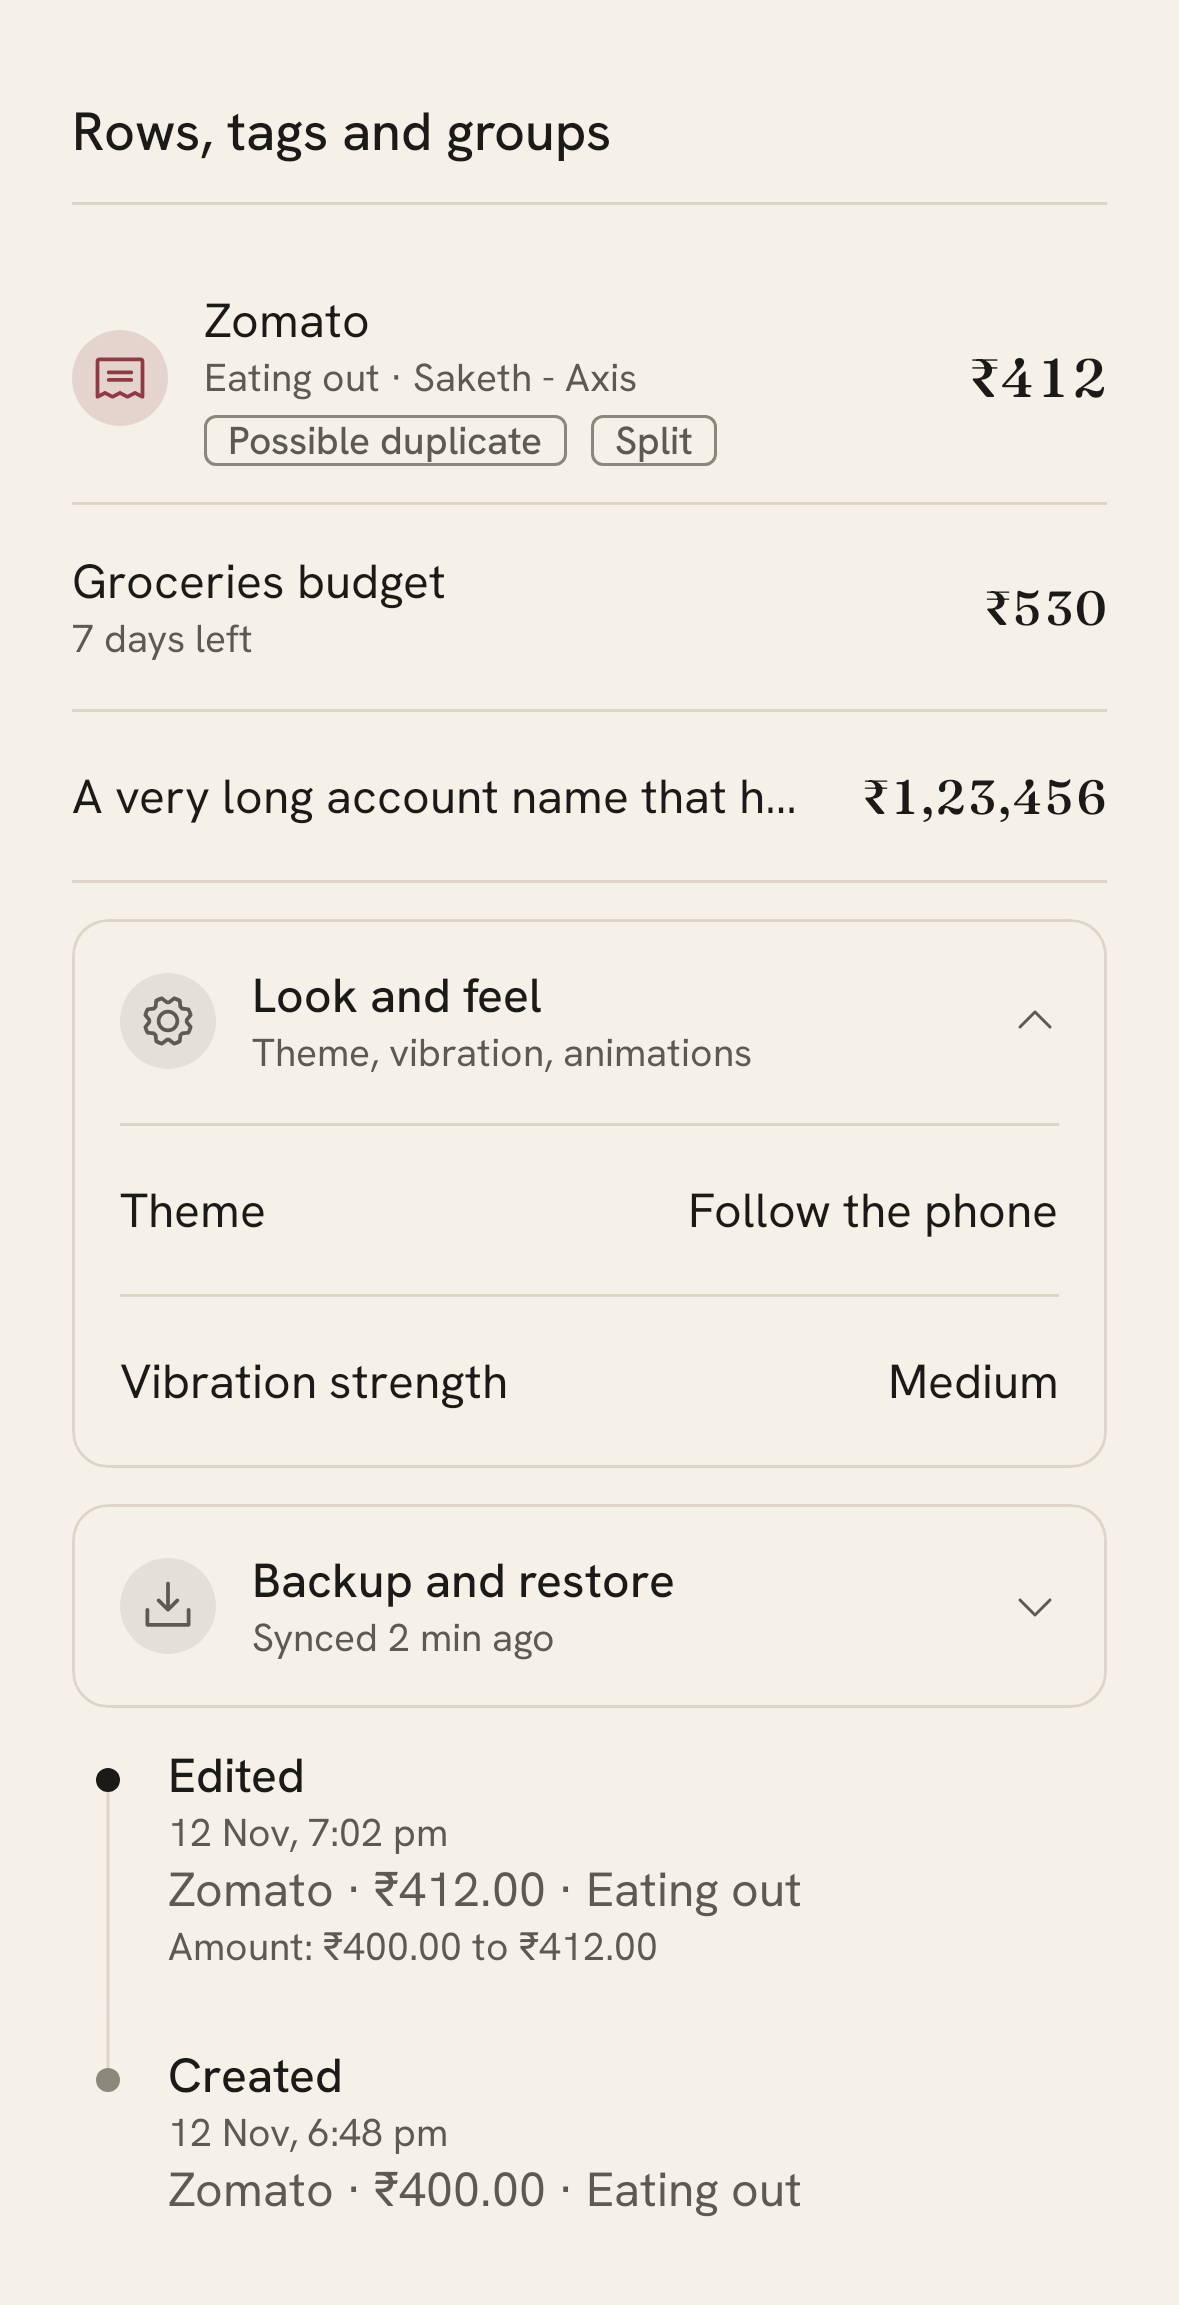 Rows, tags and groups
Zomato
Eating out · Saketh - Axis
₹412
Possible duplicate
Split
Groceries budget
7 days left
₹530
A very long account name that h...
₹1,23,456
Look and feel
Theme, vibration, animations
Theme
Follow the phone
Vibration strength
Medium
Backup and restore
Synced 2 min ago
Edited
12 Nov, 7:02 pm
Zomato · ₹412.00 · Eating out
Amount: ₹400.00 to ₹412.00
Created
12 Nov, 6:48 pm
Zomato · ₹400.00 · Eating out